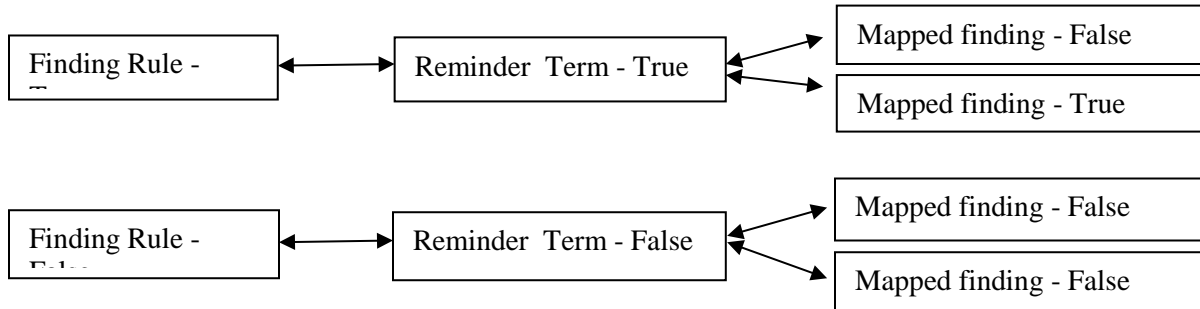 Finding Rule -
Reminder Term - True
Mapped finding - False
Mapped finding - True
Finding Rule -
Reminder Term - False
Mapped finding - False
Mapped finding - False